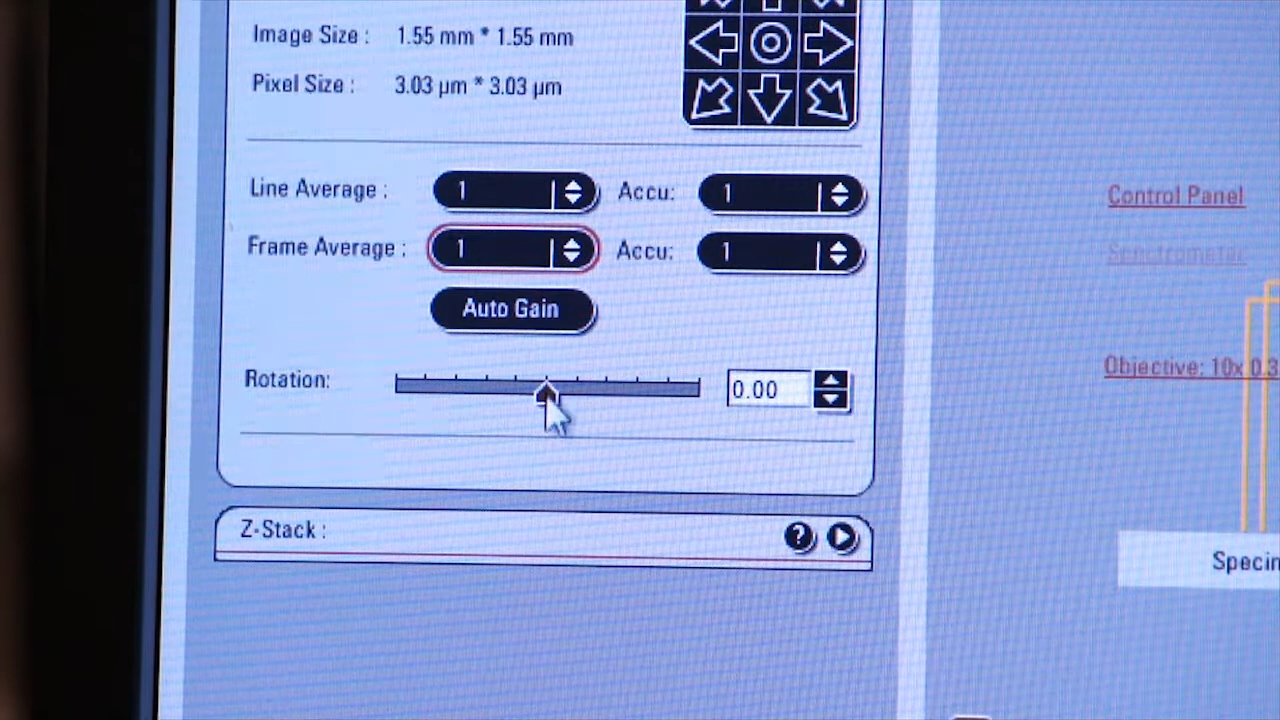 Image Size : 1.55 mm * 1.55 mm
Pixel Size : 3.03 µm * 3.03 µm
Line Average : 1 Accu: 1
Frame Average : 1 Accu: 1
Auto Gain
Rotation: 0.00
Z-Stack : ?
Control Panel
Spectrometer
Objective: 10x 0.3
Specin